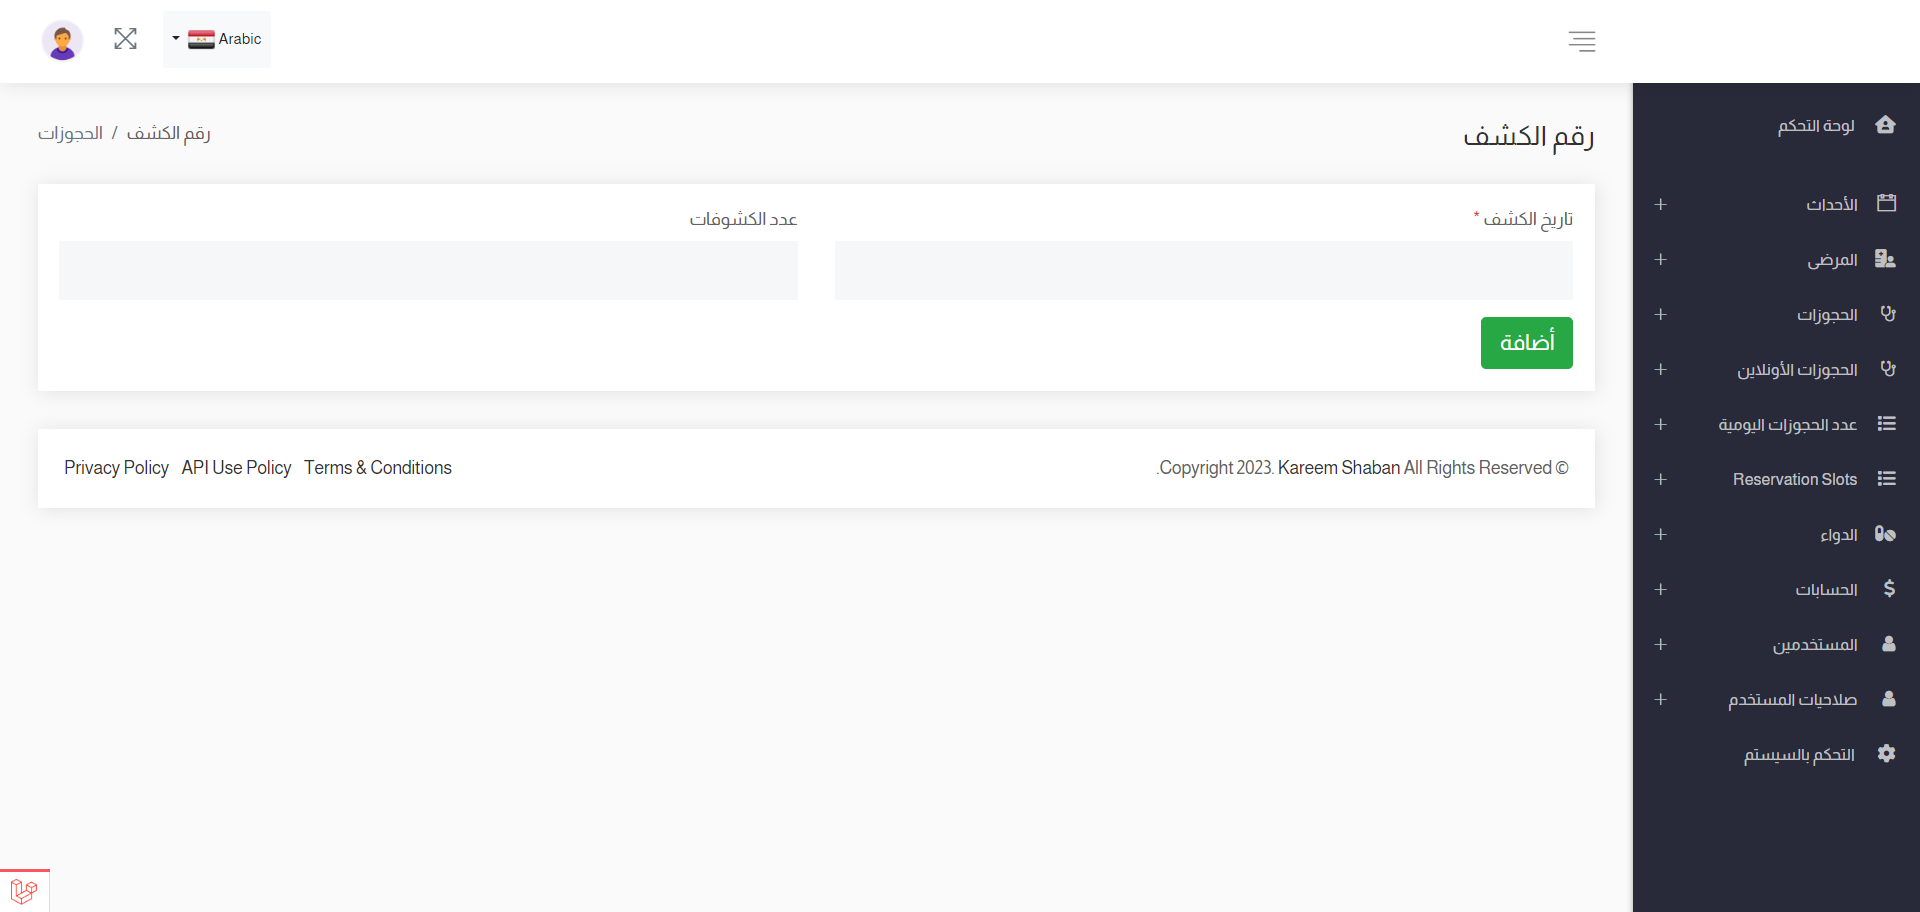 Arabic
لوحة التحكم
الأحداث
المرضى
الحجوزات
الحجوزات الأونلاين
عدد الحجوزات اليومية
Reservation Slots
الدواء
الحسابات
المستخدمين
صلاحيات المستخدم
التحكم بالسيستم
رقم الكشف
رقم الكشف / الحجوزات
تاريخ الكشف *
عدد الكشوفات
أضافة
.Copyright 2023. Kareem Shaban All Rights Reserved ©
Privacy Policy API Use Policy Terms & Conditions